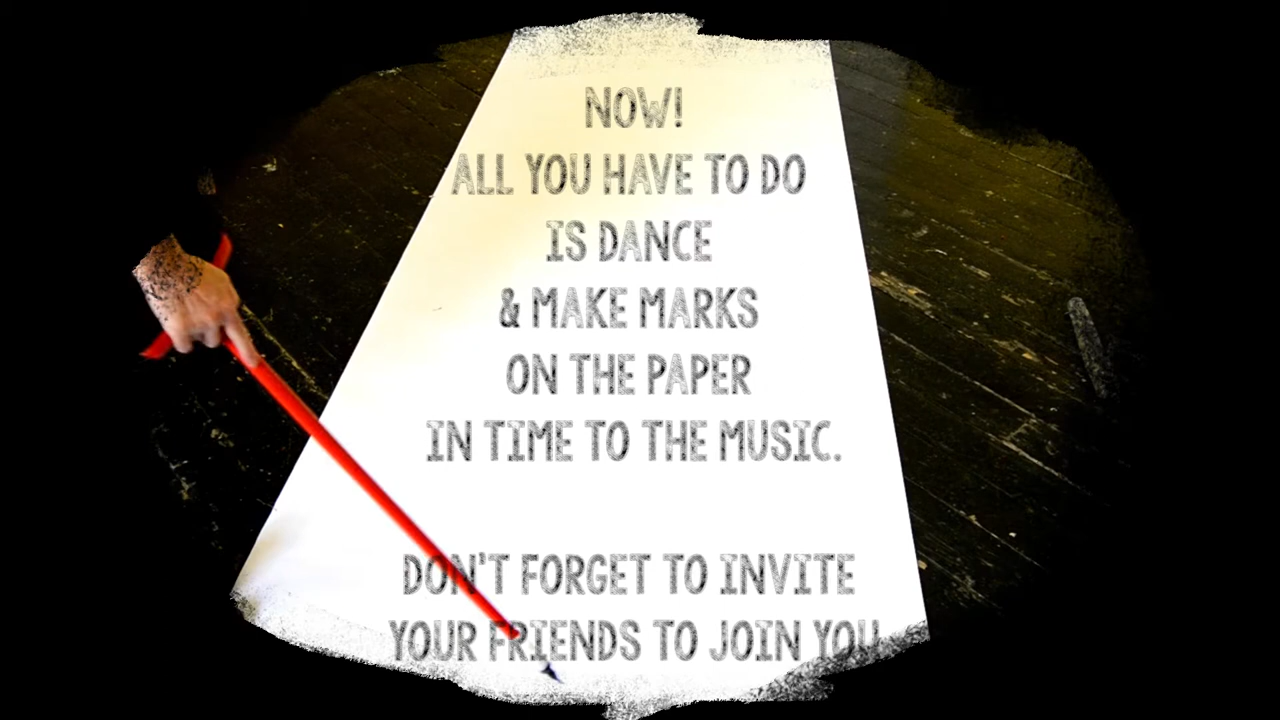 NOW!
ALL YOU HAVE TO DO
IS DANCE
& MAKE MARKS
ON THE PAPER
IN TIME TO THE MUSIC.
DON'T FORGET TO INVITE
YOUR FRIENDS TO JOIN YOU